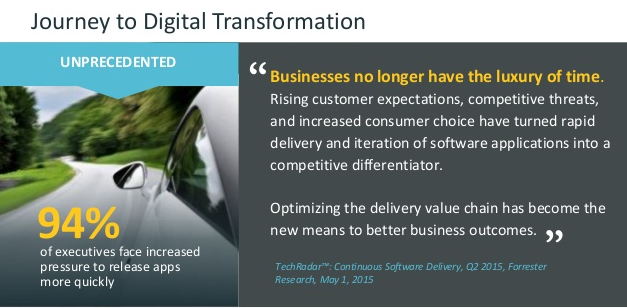 Journey to Digital Transformation
UNPRECEDENTED
94%
of executives face increased
pressure to release apps
more quickly
“ Businesses no longer have the luxury of time.
Rising customer expectations, competitive threats,
and increased consumer choice have turned rapid
delivery and iteration of software applications into a
competitive differentiator.
Optimizing the delivery value chain has become the
new means to better business outcomes. ”
TechRadar™: Continuous Software Delivery, Q2 2015, Forrester
Research, May 1, 2015